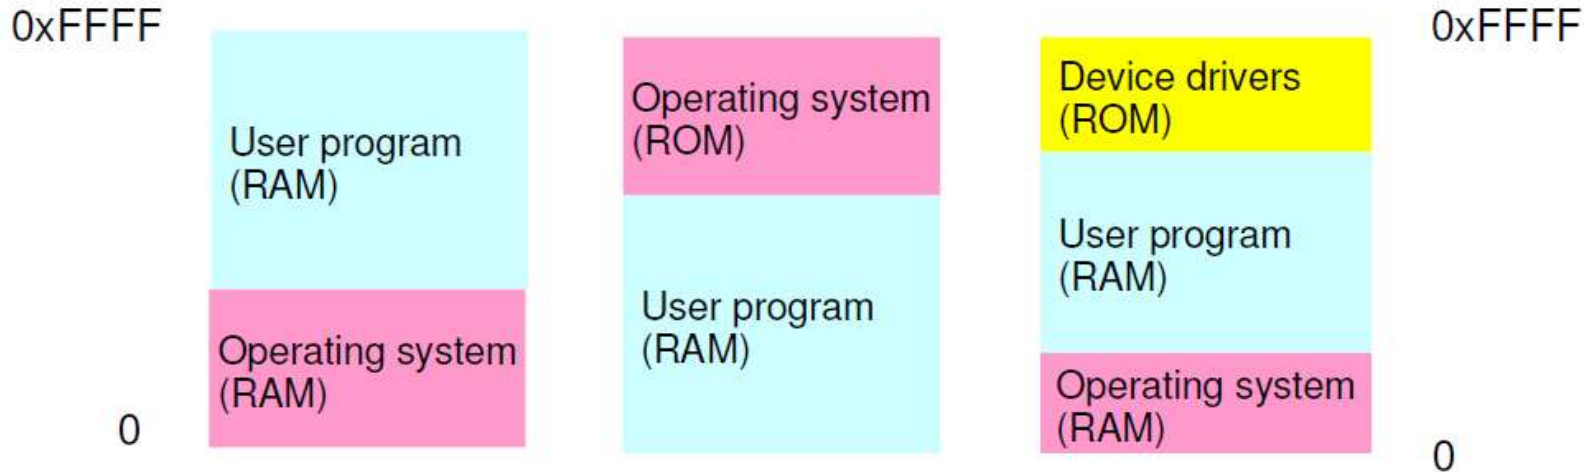 0xFFFF
User program
(RAM)
Operating system
(RAM)
0
Operating system
(ROM)
User program
(RAM)
Device drivers
(ROM)
User program
(RAM)
Operating system
(RAM)
0xFFFF
0